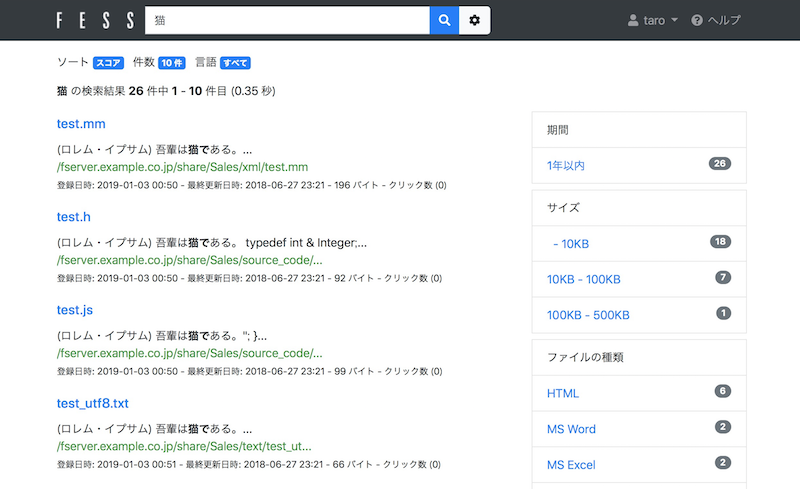 FESS
猫
taro
ヘルプ
ソート スコア 件数 10 件 言語 すべて
猫 の検索結果 26 件中 1 - 10 件目 (0.35 秒)
test.mm
(ロレム・イプサム) 吾輩は猫である。...
/fserver.example.co.jp/share/Sales/xml/test.mm
登録日時: 2019-01-03 00:50 - 最終更新日時: 2018-06-27 23:21 - 196 バイト - クリック数 (0)
test.h
(ロレム・イプサム) 吾輩は猫である。 typedef int & Integer;...
/fserver.example.co.jp/share/Sales/source_code/...
登録日時: 2019-01-03 00:50 - 最終更新日時: 2018-06-27 23:21 - 92 バイト - クリック数 (0)
test.js
(ロレム・イプサム) 吾輩は猫である。"; }...
/fserver.example.co.jp/share/Sales/source_code/...
登録日時: 2019-01-03 00:50 - 最終更新日時: 2018-06-27 23:21 - 99 バイト - クリック数 (0)
test_utf8.txt
(ロレム・イプサム) 吾輩は猫である。...
/fserver.example.co.jp/share/Sales/text/test_ut...
登録日時: 2019-01-03 00:51 - 最終更新日時: 2018-06-27 23:21 - 66 バイト - クリック数 (0)
期間
1年以内 26
サイズ
- 10KB 18
10KB - 100KB 7
100KB - 500KB 1
ファイルの種類
HTML 6
MS Word 2
MS Excel 2